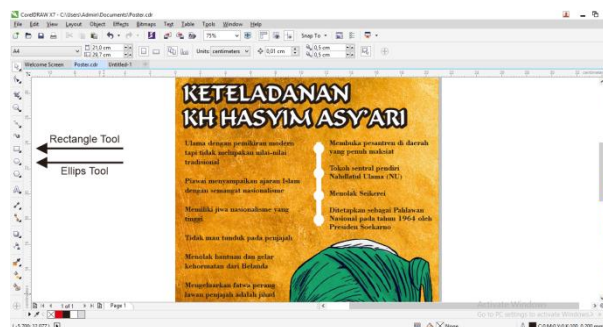 CorelDRAW X7 - C:\Users\Admin\Documents\Poster.cdr
File Edit View Layout Object Effects Bitmaps Text Table Tools Window Help
75% Snap To
A4 21,0 cm 29,7 cm Units: centimeters 0,01 cm 0,5 cm 0,5 cm
Welcome Screen Poster.cdr Untitled-1
centimeters
KETELADANAN
KH HASYIM ASY'ARI
Ulama dengan pemikiran modern
tapi tidak melupakan nilai-nilai
tradisional
Piawai menyampaikan ajaran Islam
dengan semangat nasionalisme
Memiliki jiwa nasionalisme yang
tinggi
Tidak mau tunduk pada penjajah
Menolak bantuan dan gelar
kehormatan dari Belanda
Mengeluarkan fatwa perang
lawan penjajah adalah jihad
Membuka pesantren di daerah
yang penuh maksiat
Tokoh sentral pendiri
Nahdlatul Ulama (NU)
Menolak Seikerei
Ditetapkan sebagai Pahlawan
Nasional pada tahun 1964 oleh
Presiden Soekarno
Rectangle Tool
Ellips Tool
Activate Windows
Go to PC settings to activate Windows.
1 of 1 Page 1
None